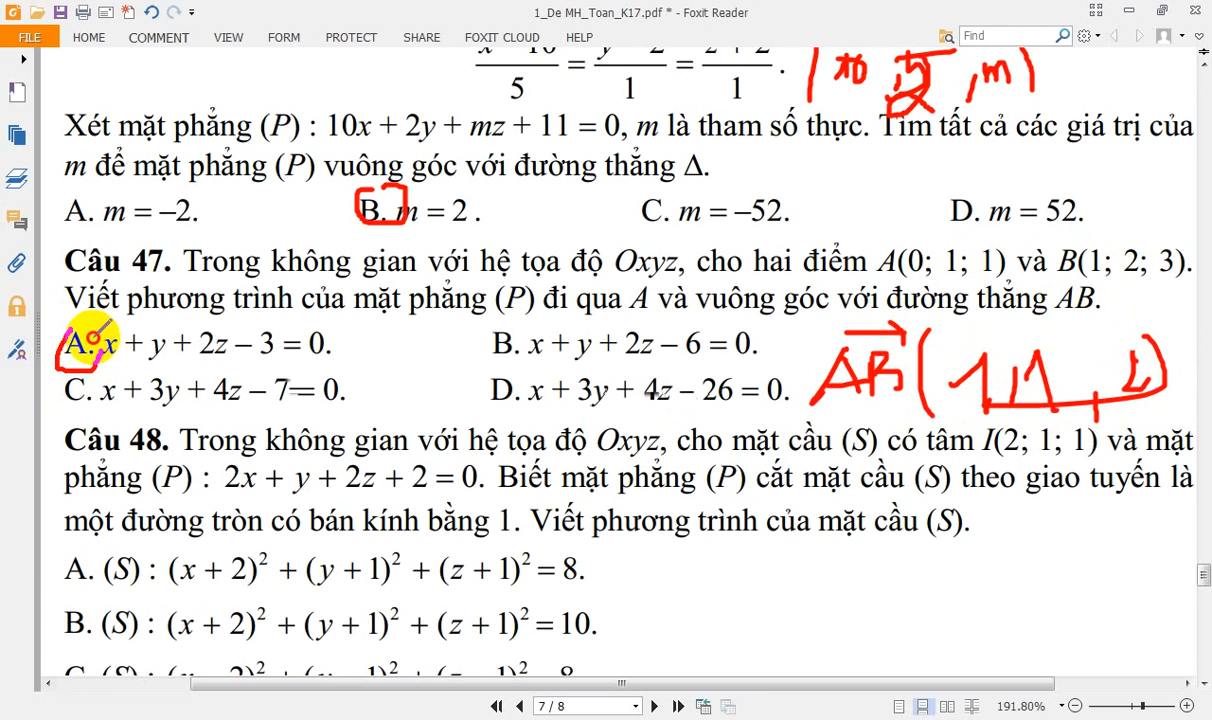 1_De MH_Toan_K17.pdf * - Foxit Reader
FILE HOME COMMENT VIEW FORM PROTECT SHARE FOXIT CLOUD HELP Find
5 = 1 = 1 .
Xét mặt phẳng (P) : 10x + 2y + mz + 11 = 0, m là tham số thực. Tìm tất cả các giá trị của
m để mặt phẳng (P) vuông góc với đường thẳng Δ.
A. m = –2. B. m = 2 . C. m = –52. D. m = 52.
Câu 47. Trong không gian với hệ tọa độ Oxyz, cho hai điểm A(0; 1; 1) và B(1; 2; 3).
Viết phương trình của mặt phẳng (P) đi qua A và vuông góc với đường thẳng AB.
A. x + y + 2z – 3 = 0. B. x + y + 2z – 6 = 0.
C. x + 3y + 4z – 7 = 0. D. x + 3y + 4z – 26 = 0.
AB (1, 1, 2)
Câu 48. Trong không gian với hệ tọa độ Oxyz, cho mặt cầu (S) có tâm I(2; 1; 1) và mặt
phẳng (P) : 2x + y + 2z + 2 = 0. Biết mặt phẳng (P) cắt mặt cầu (S) theo giao tuyến là
một đường tròn có bán kính bằng 1. Viết phương trình của mặt cầu (S).
A. (S) : (x + 2)² + (y + 1)² + (z + 1)² = 8.
B. (S) : (x + 2)² + (y + 1)² + (z + 1)² = 10.
7 / 8 191.80%